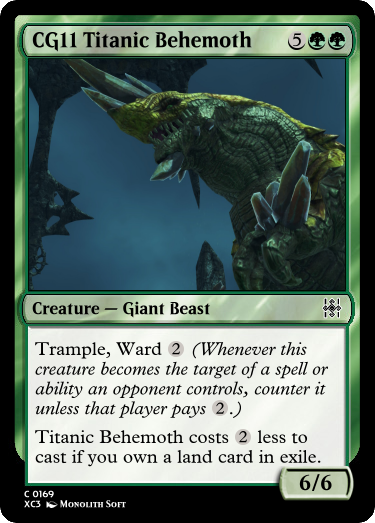 CG11 Titanic Behemoth 5
Creature — Giant Beast
Trample, Ward 2 (Whenever this
creature becomes the target of a spell or
ability an opponent controls, counter it
unless that player pays 2.)
Titanic Behemoth costs 2 less to
cast if you own a land card in exile.
6/6
C 0169
XC3 Monolith Soft